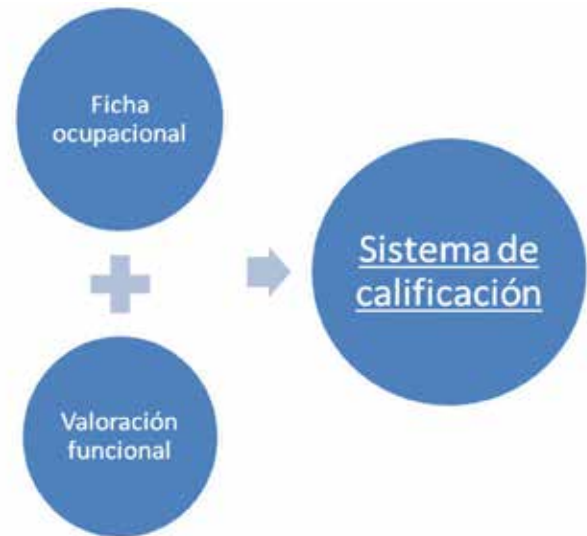 Ficha
ocupacional
Sistema de
calificación
Valoración
funcional